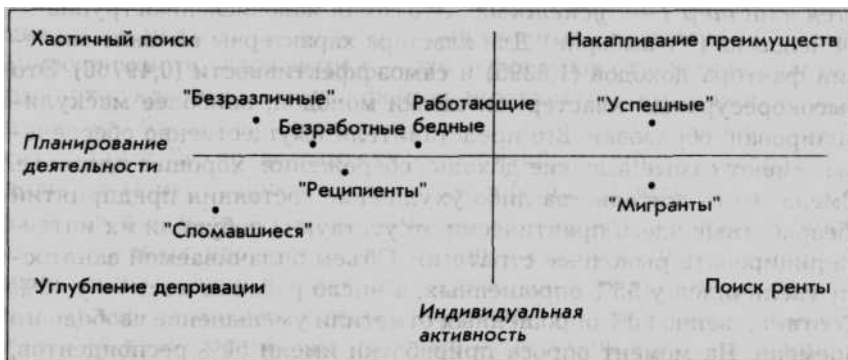 Хаотичный поиск
Накапливание преимуществ
"Безразличные"
Работающие
"Успешные"
Безработные бедные
Планирование
деятельности
"Реципиенты"
"Мигранты"
"Сломавшиеся"
Углубление депривации
Поиск ренты
Индивидуальная
активность